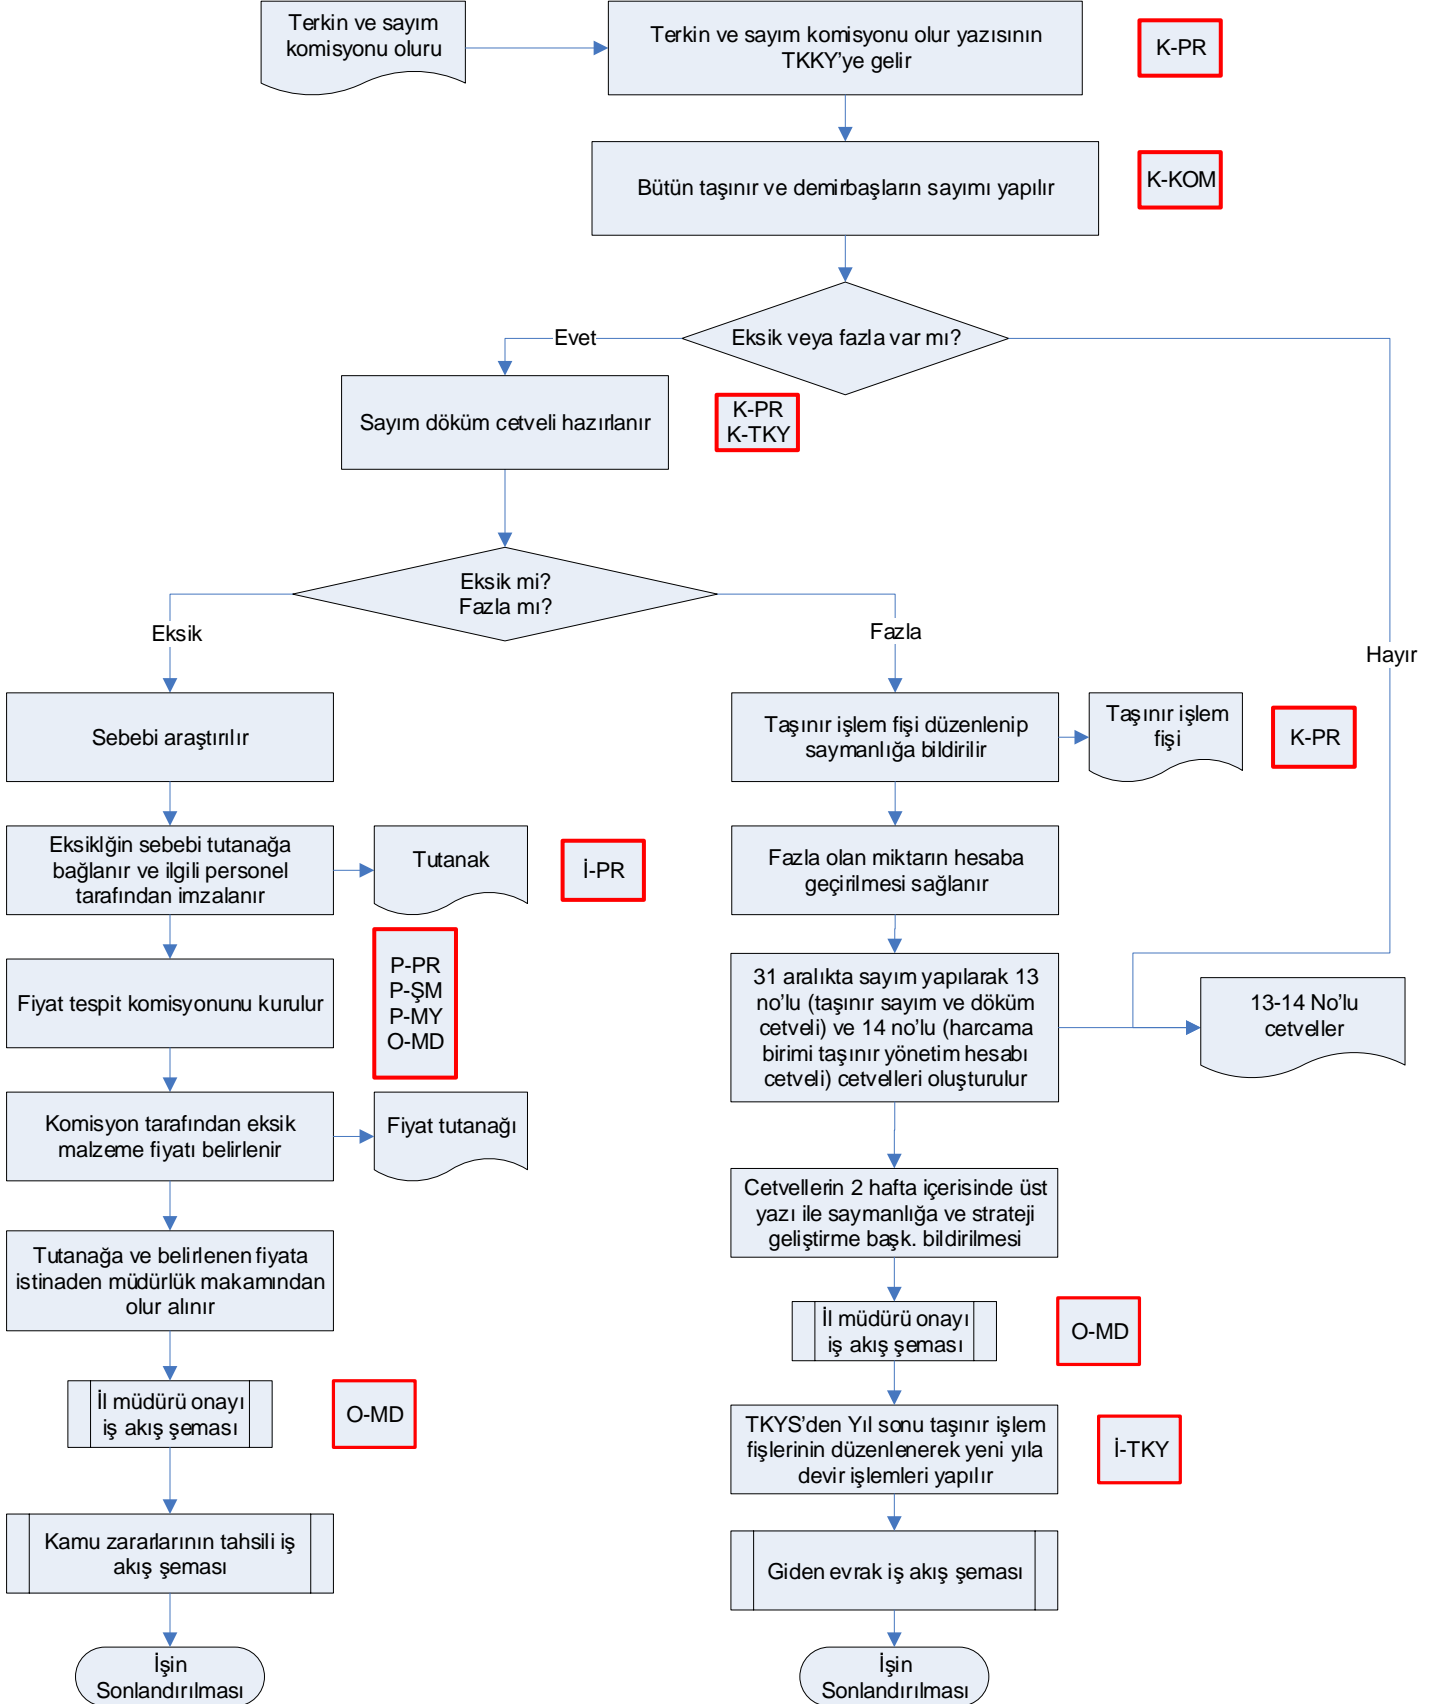 Terkin ve sayım
komisyonu oluru
Terkin ve sayım komisyonu olur yazısının
TKKY’ye gelir
K-PR
Bütün taşınır ve demirbaşların sayımı yapılır
K-KOM
Eksik veya fazla var mı?
Evet
Hayır
Sayım döküm cetveli hazırlanır
K-PR
K-TKY
Eksik mi?
Fazla mı?
Eksik
Fazla
Sebebi araştırılır
Eksiklğin sebebi tutanağa
bağlanır ve ilgili personel
tarafından imzalanır
Tutanak
İ-PR
Fiyat tespit komisyonunu kurulur
P-PR
P-ŞM
P-MY
O-MD
Komisyon tarafından eksik
malzeme fiyatı belirlenir
Fiyat tutanağı
Tutanağa ve belirlenen fiyata
istinaden müdürlük makamından
olur alınır
İl müdürü onayı
iş akış şeması
O-MD
Kamu zararlarının tahsili iş
akış şeması
İşin
Sonlandırılması
Taşınır işlem fişi düzenlenip
saymanlığa bildirilir
Taşınır işlem
fişi
K-PR
Fazla olan miktarın hesaba
geçirilmesi sağlanır
31 aralıkta sayım yapılarak 13
no’lu (taşınır sayım ve döküm
cetveli) ve 14 no’lu (harcama
birimi taşınır yönetim hesabı
cetveli) cetvelleri oluşturulur
13-14 No’lu
cetveller
Cetvellerin 2 hafta içerisinde üst
yazı ile saymanlığa ve strateji
geliştirme başk. bildirilmesi
İl müdürü onayı
iş akış şeması
O-MD
TKYS’den Yıl sonu taşınır işlem
fişlerinin düzenlenerek yeni yıla
devir işlemleri yapılır
İ-TKY
Giden evrak iş akış şeması
İşin
Sonlandırılması